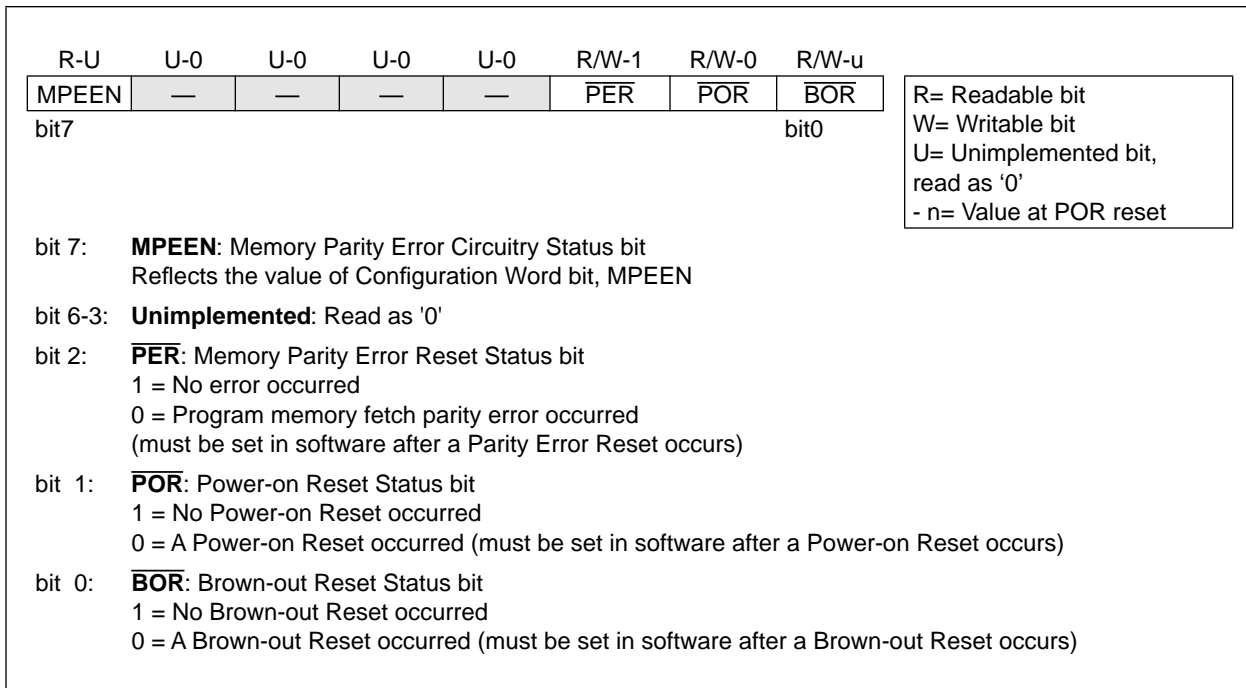 R-U U-0 U-0 U-0 U-0 R/W-1 R/W-0 R/W-u
MPEEN — — — — PER POR BOR
bit7 bit0
R= Readable bit
W= Writable bit
U= Unimplemented bit,
read as ‘0’
- n= Value at POR reset
bit 7: MPEEN: Memory Parity Error Circuitry Status bit
Reflects the value of Configuration Word bit, MPEEN
bit 6-3: Unimplemented: Read as '0'
bit 2: PER: Memory Parity Error Reset Status bit
1 = No error occurred
0 = Program memory fetch parity error occurred
(must be set in software after a Parity Error Reset occurs)
bit 1: POR: Power-on Reset Status bit
1 = No Power-on Reset occurred
0 = A Power-on Reset occurred (must be set in software after a Power-on Reset occurs)
bit 0: BOR: Brown-out Reset Status bit
1 = No Brown-out Reset occurred
0 = A Brown-out Reset occurred (must be set in software after a Brown-out Reset occurs)